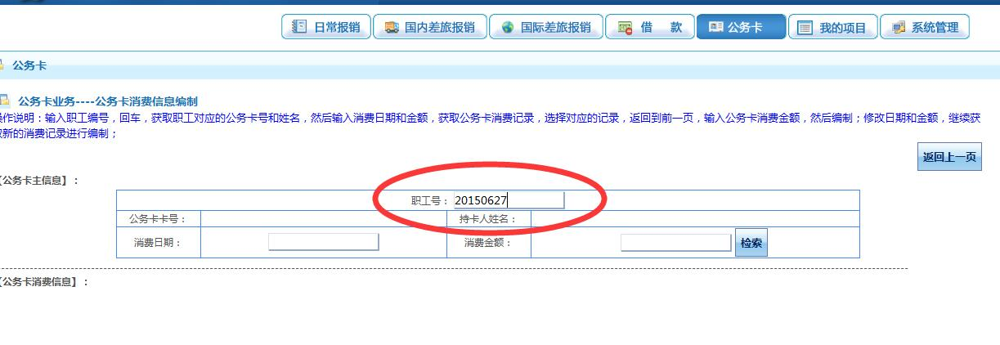 日常报销 国内差旅报销 国际差旅报销 借 款 公务卡 我的项目 系统管理
公务卡
公务卡业务----公务卡消费信息编制
操作说明：输入职工编号，回车，获取职工对应的公务卡号和姓名，然后输入消费日期和金额，获取公务卡消费记录，选择对应的记录，返回到前一页，输入公务卡消费金额，然后编制；修改日期和金额，继续获
取新的消费记录进行编制；
返回上一页
【公务卡主信息】：
职工号： 20150627
公务卡卡号： 持卡人姓名：
消费日期： 消费金额： 检索
【公务卡消费信息】：